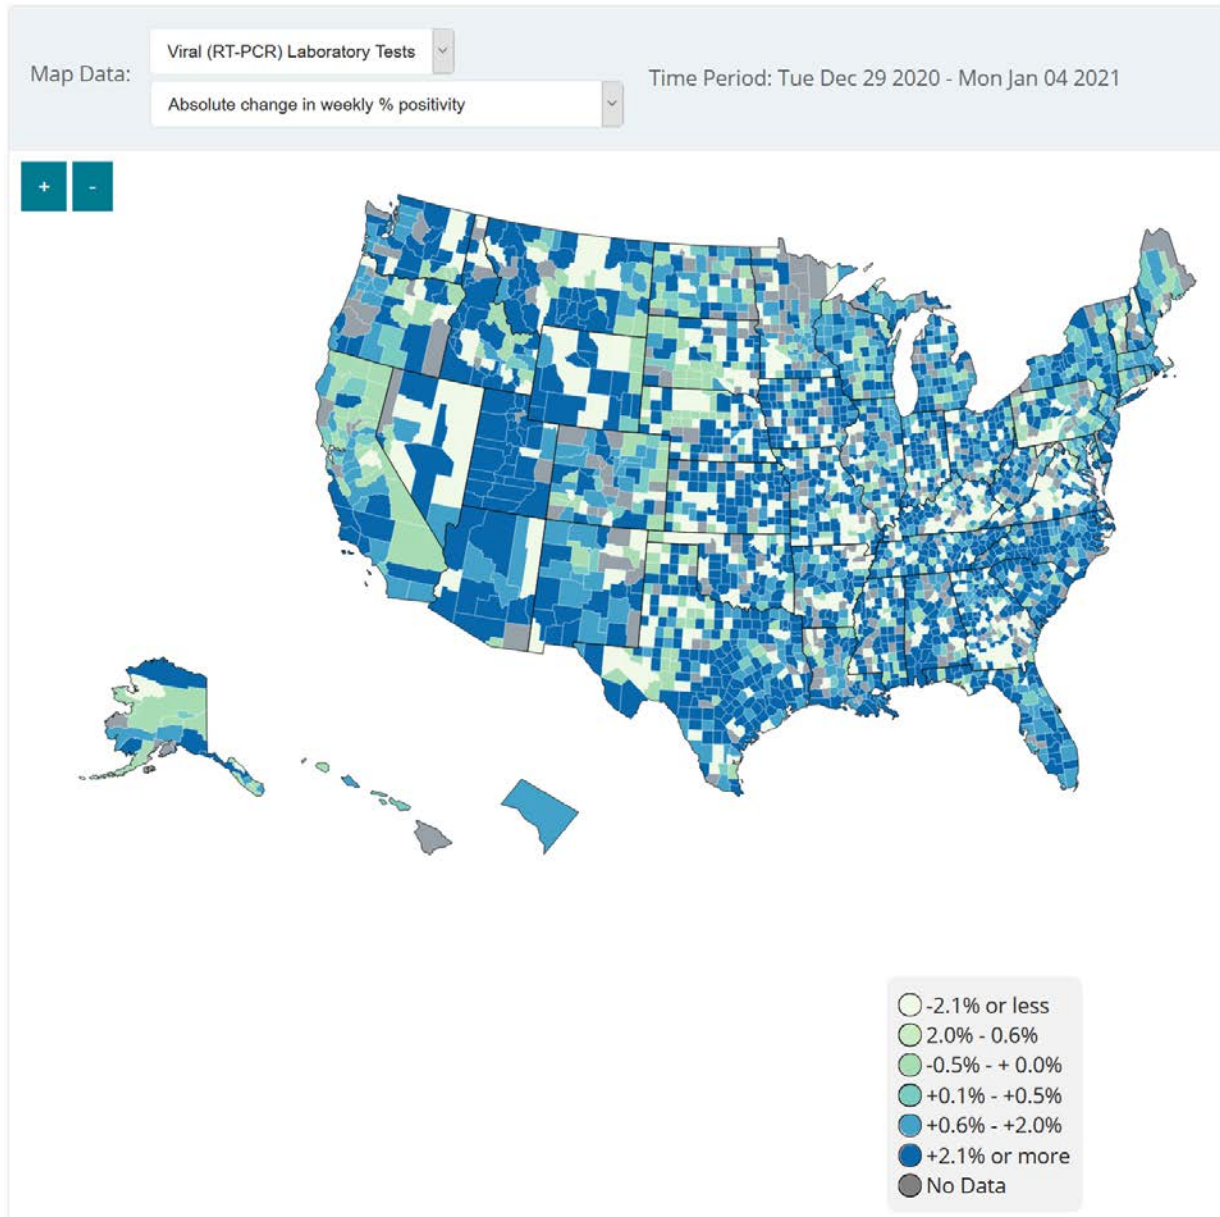 Map Data:
Viral (RT-PCR) Laboratory Tests
Absolute change in weekly % positivity
Time Period: Tue Dec 29 2020 - Mon Jan 04 2021
+
-
-2.1% or less
2.0% - 0.6%
-0.5% - + 0.0%
+0.1% - +0.5%
+0.6% - +2.0%
+2.1% or more
No Data